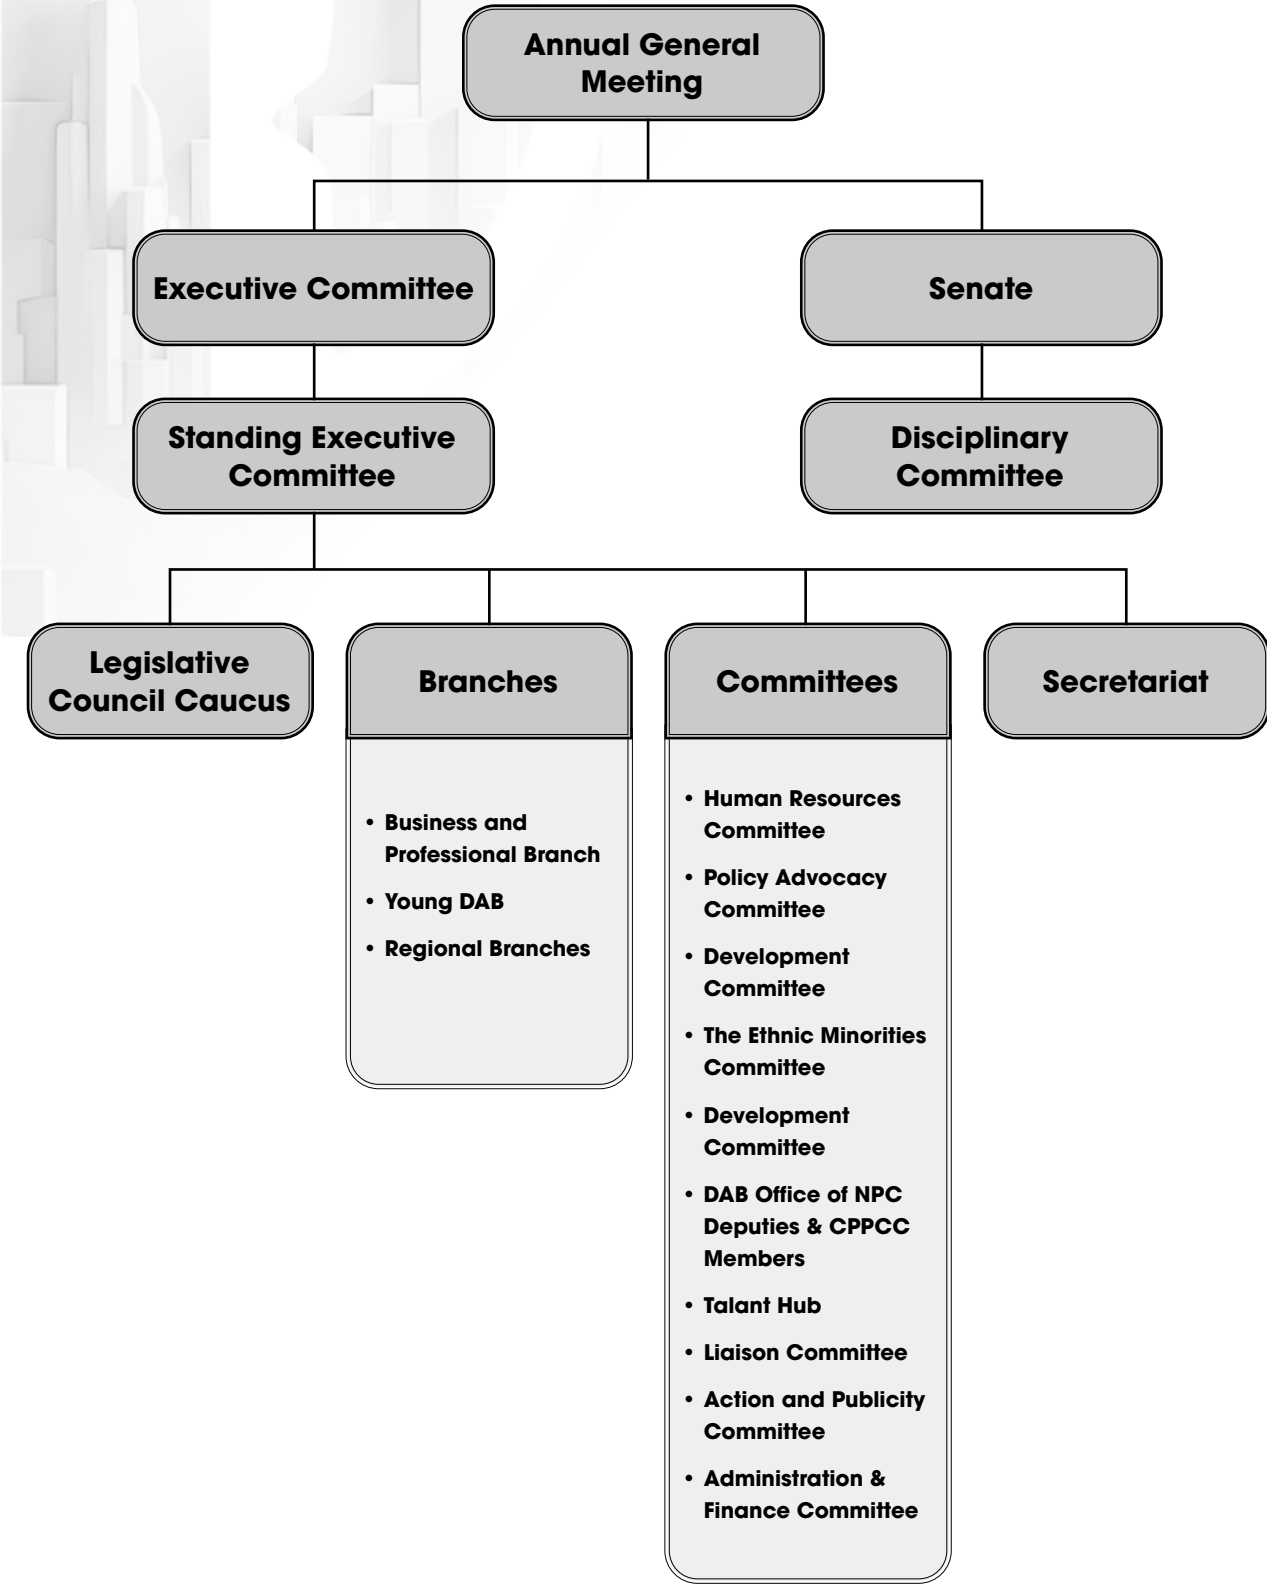 Annual General
Meeting
Executive Committee
Senate
Standing Executive
Committee
Disciplinary
Committee
Legislative
Council Caucus
Branches
Committees
Secretariat
• Business and
Professional Branch
• Young DAB
• Regional Branches
• Human Resources
Committee
• Policy Advocacy
Committee
• Development
Committee
• The Ethnic Minorities
Committee
• Development
Committee
• DAB Office of NPC
Deputies & CPPCC
Members
• Talant Hub
• Liaison Committee
• Action and Publicity
Committee
• Administration &
Finance Committee